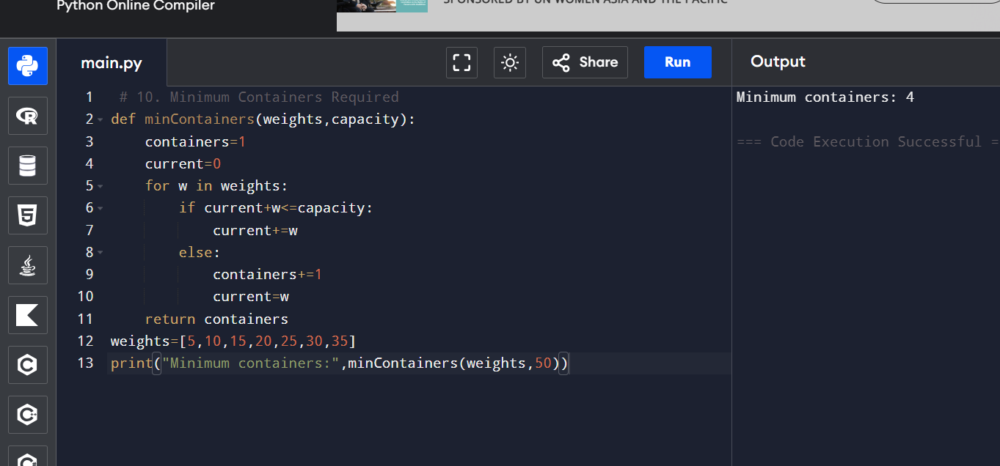 Python Online Compiler
SPONSORED BY UN WOMEN ASIA AND THE PACIFIC
main.py
Share
Run
Output
1 # 10. Minimum Containers Required
2 def minContainers(weights,capacity):
3 containers=1
4 current=0
5 for w in weights:
6 if current+w<=capacity:
7 current+=w
8 else:
9 containers+=1
10 current=w
11 return containers
12 weights=[5,10,15,20,25,30,35]
13 print("Minimum containers:",minContainers(weights,50))
Minimum containers: 4
=== Code Execution Successful =